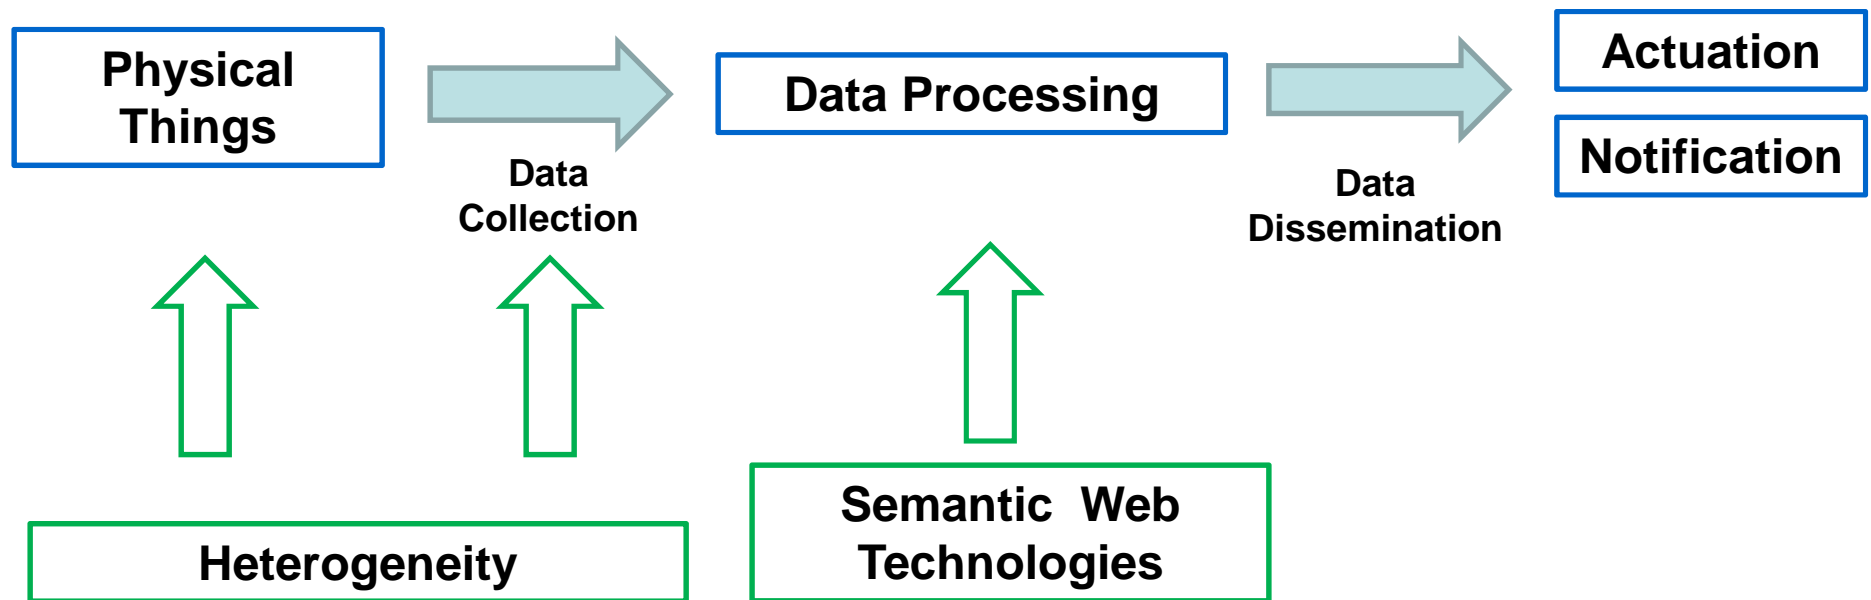 Physical
Things
Data
Collection
Data Processing
Data
Dissemination
Actuation
Notification
Heterogeneity
Semantic  Web
Technologies